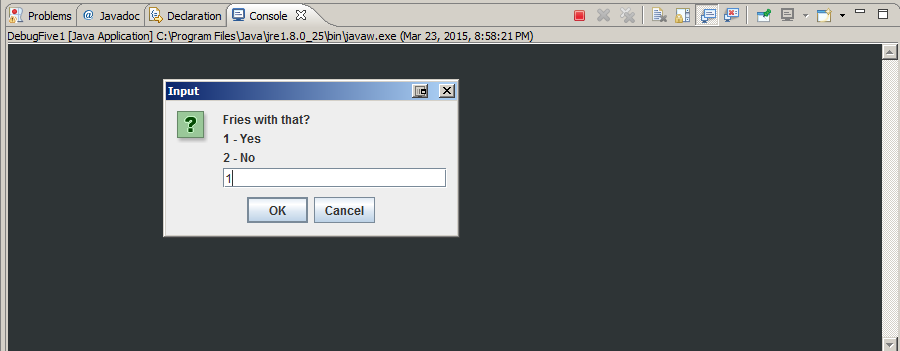 Problems @ Javadoc Declaration Console
DebugFive1 [Java Application] C:\Program Files\Java\jre1.8.0_25\bin\javaw.exe (Mar 23, 2015, 8:58:21 PM)
Input
?
Fries with that?
1 - Yes
2 - No
1
OK Cancel